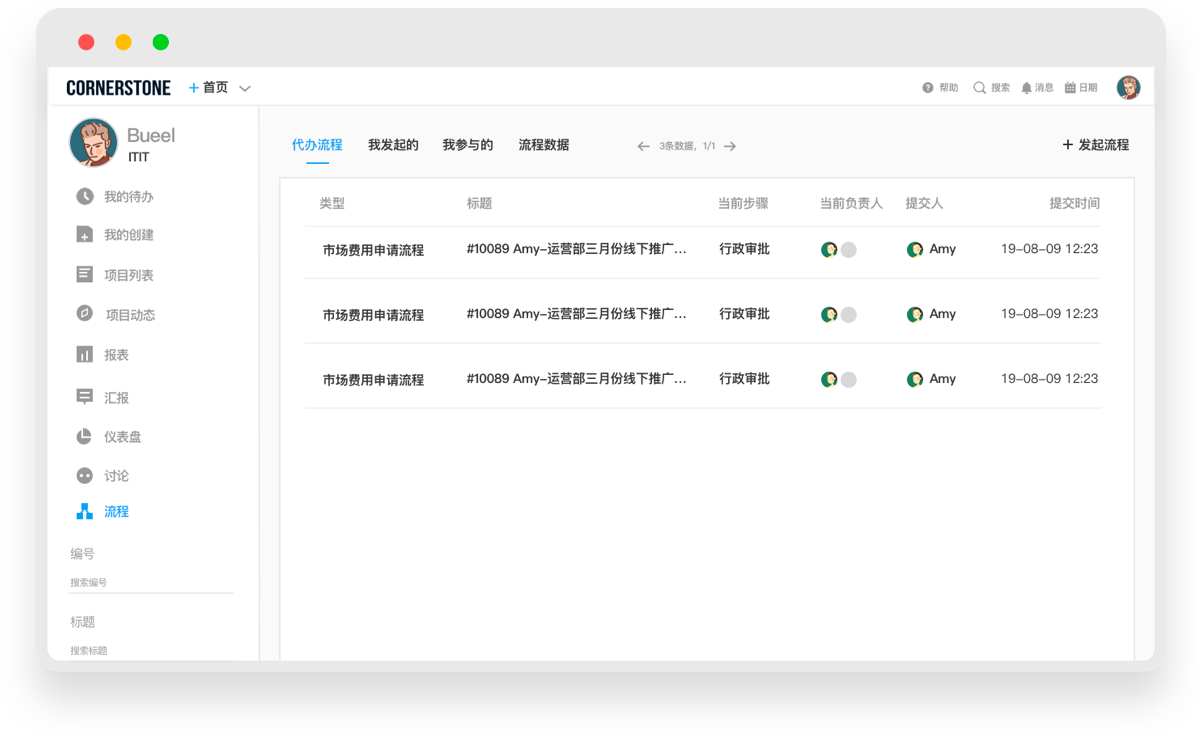 CORNERSTONE + 首页 帮助 搜索 消息 日期
Bueel
ITIT
我的待办
我的创建
项目列表
项目动态
报表
汇报
仪表盘
讨论
流程
编号
搜索编号
标题
搜索标题
代办流程 我发起的 我参与的 流程数据 ← 3条数据，1/1 → + 发起流程
类型 标题 当前步骤 当前负责人 提交人 提交时间
市场费用申请流程 #10089 Amy-运营部三月份线下推广... 行政审批 Amy 19-08-09 12:23
市场费用申请流程 #10089 Amy-运营部三月份线下推广... 行政审批 Amy 19-08-09 12:23
市场费用申请流程 #10089 Amy-运营部三月份线下推广... 行政审批 Amy 19-08-09 12:23